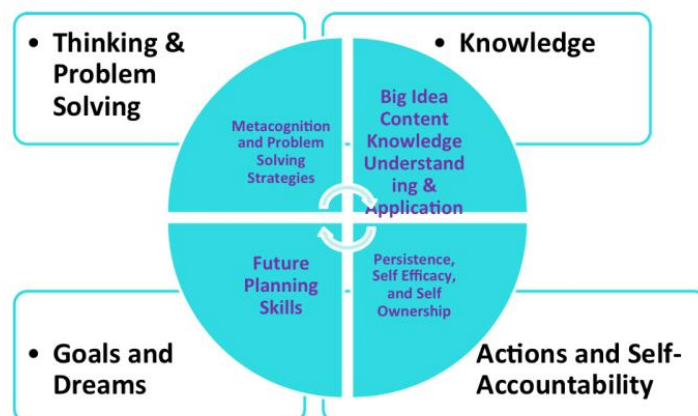 • Thinking &
Problem
Solving
• Knowledge
Metacognition
and Problem
Solving
Strategies
Big Idea
Content
Knowledge
Understand
ing &
Application
Future
Planning
Skills
Persistence,
Self Efficacy,
and Self
Ownership
• Goals and
Dreams
Actions and Self-
Accountability